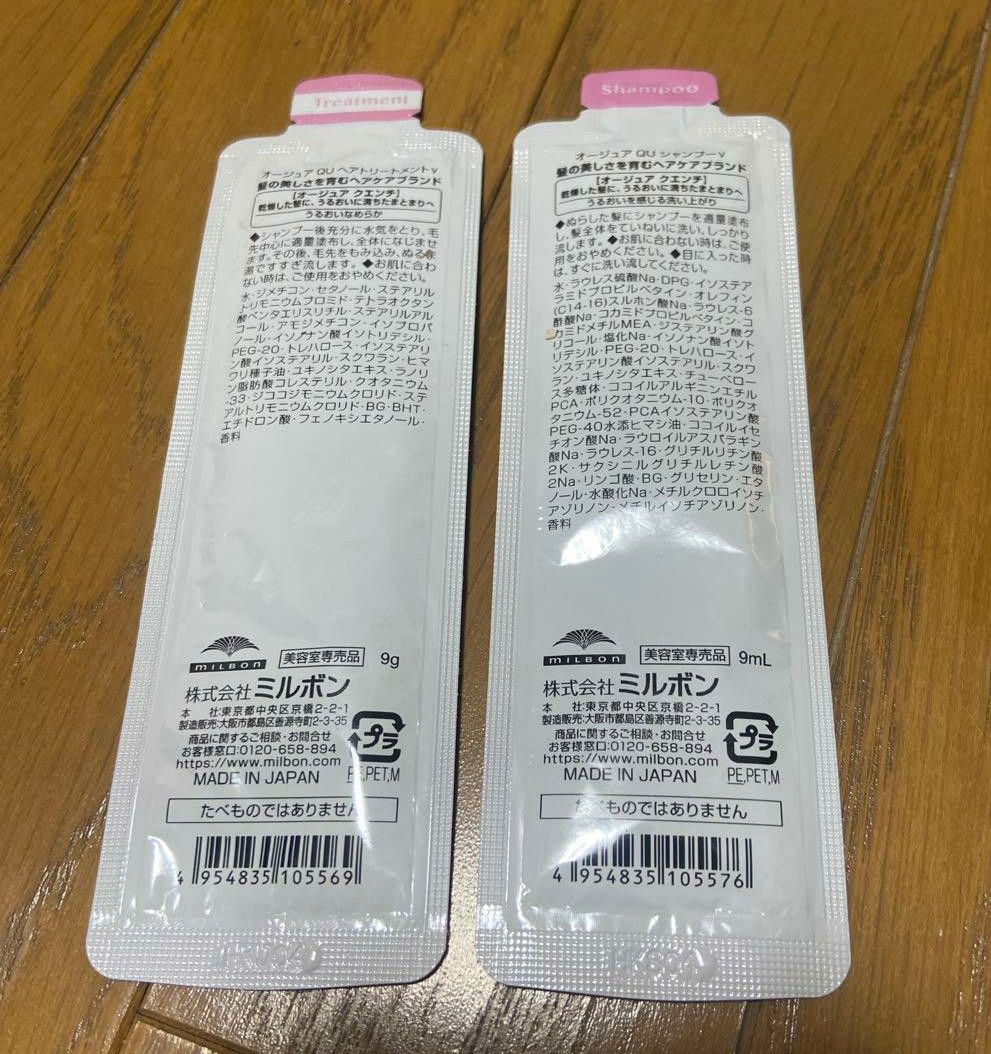 Treatment
オージュア QU ヘアトリートメントV
髪の美しさを育むヘアケアブランド
【オージュア クエンチ】
乾燥した髪に、うるおいに満ちたまとまりへ
うるおいなめらか
◆シャンプー後充分に水気をとり、毛
先中心に適量塗布し、全体になじませ
ます。その後、毛先をもみ込み、ぬるま
湯ですすぎ流します。◆お肌に合わ
ない時は、ご使用をおやめください。
水・ジメチコン・セタノール・ステアリル
トリモニウムブロミド・テトラオクタン
酸ペンタエリスリチル・ステアリルアル
コール・アモジメチコン・イソプロパ
ノール・イソノナン酸イソトリデシル・
PEG-20・トレハロース・イソステアリ
ン酸イソステアリル・スクワラン・ヒマ
ワリ種子油・ユキノシタエキス・ラノリ
ン脂肪酸コレステリル・クオタニウム
-33・ジココジモニウムクロリド・ステ
アルトリモニウムクロリド・BG・BHT・
エチドロン酸・フェノキシエタノール・
香料
MILBON
美容室専売品 9g
株式会社ミルボン
本 社:東京都中央区京橋2-2-1
製造販売:大阪市都島区善源寺町2-3-35
商品に関するご相談・お問合せ
お客様窓口:0120-658-894
https://www.milbon.com
MADE IN JAPAN
プラ
PE,PET,M
たべものではありません
4 954835 105569
Shampoo
オージュア QU シャンプーV
髪の美しさを育むヘアケアブランド
【オージュア クエンチ】
乾燥した髪に、うるおいに満ちたまとまりへ
うるおいを感じる洗い上がり
◆ぬらした髪にシャンプーを適量塗布
し、髪全体をていねいに洗い、しっかり
流します。◆お肌に合わない時は、ご使
用をおやめください。◆目に入った時
は、すぐに洗い流してください。
水・ラウレス硫酸Na・DPG・イソステア
ラミドプロピルベタイン・オレフィン
(C14-16)スルホン酸Na・ラウレス-6
酢酸Na・コカミドプロピルベタイン・コ
カミドメチルMEA・ジステアリン酸グ
リコール・塩化Na・イソノナン酸イソト
リデシル・PEG-20・トレハロース・イ
ソステアリン酸イソステアリル・スクワ
ラン・ユキノシタエキス・チューベロー
ス多糖体・ココイルアルギニンエチル
PCA・ポリクオタニウム-10・ポリクオ
タニウム-52・PCAイソステアリン酸
PEG-40水添ヒマシ油・ココイルイセ
チオン酸Na・ラウロイルアスパラギン
酸Na・ラウレス-16・グリチルリチン酸
2K・サクシニルグリチルレチン酸
2Na・リンゴ酸・BG・グリセリン・エタ
ノール・水酸化Na・メチルクロロイソチ
アゾリノン・メチルイソチアゾリノン・
香料
MILBON
美容室専売品 9mL
株式会社ミルボン
本 社:東京都中央区京橋2-2-1
製造販売:大阪市都島区善源寺町2-3-35
商品に関するご相談・お問合せ
お客様窓口:0120-658-894
https://www.milbon.com
MADE IN JAPAN
プラ
PE,PET,M
たべものではありません
4 954835 105576